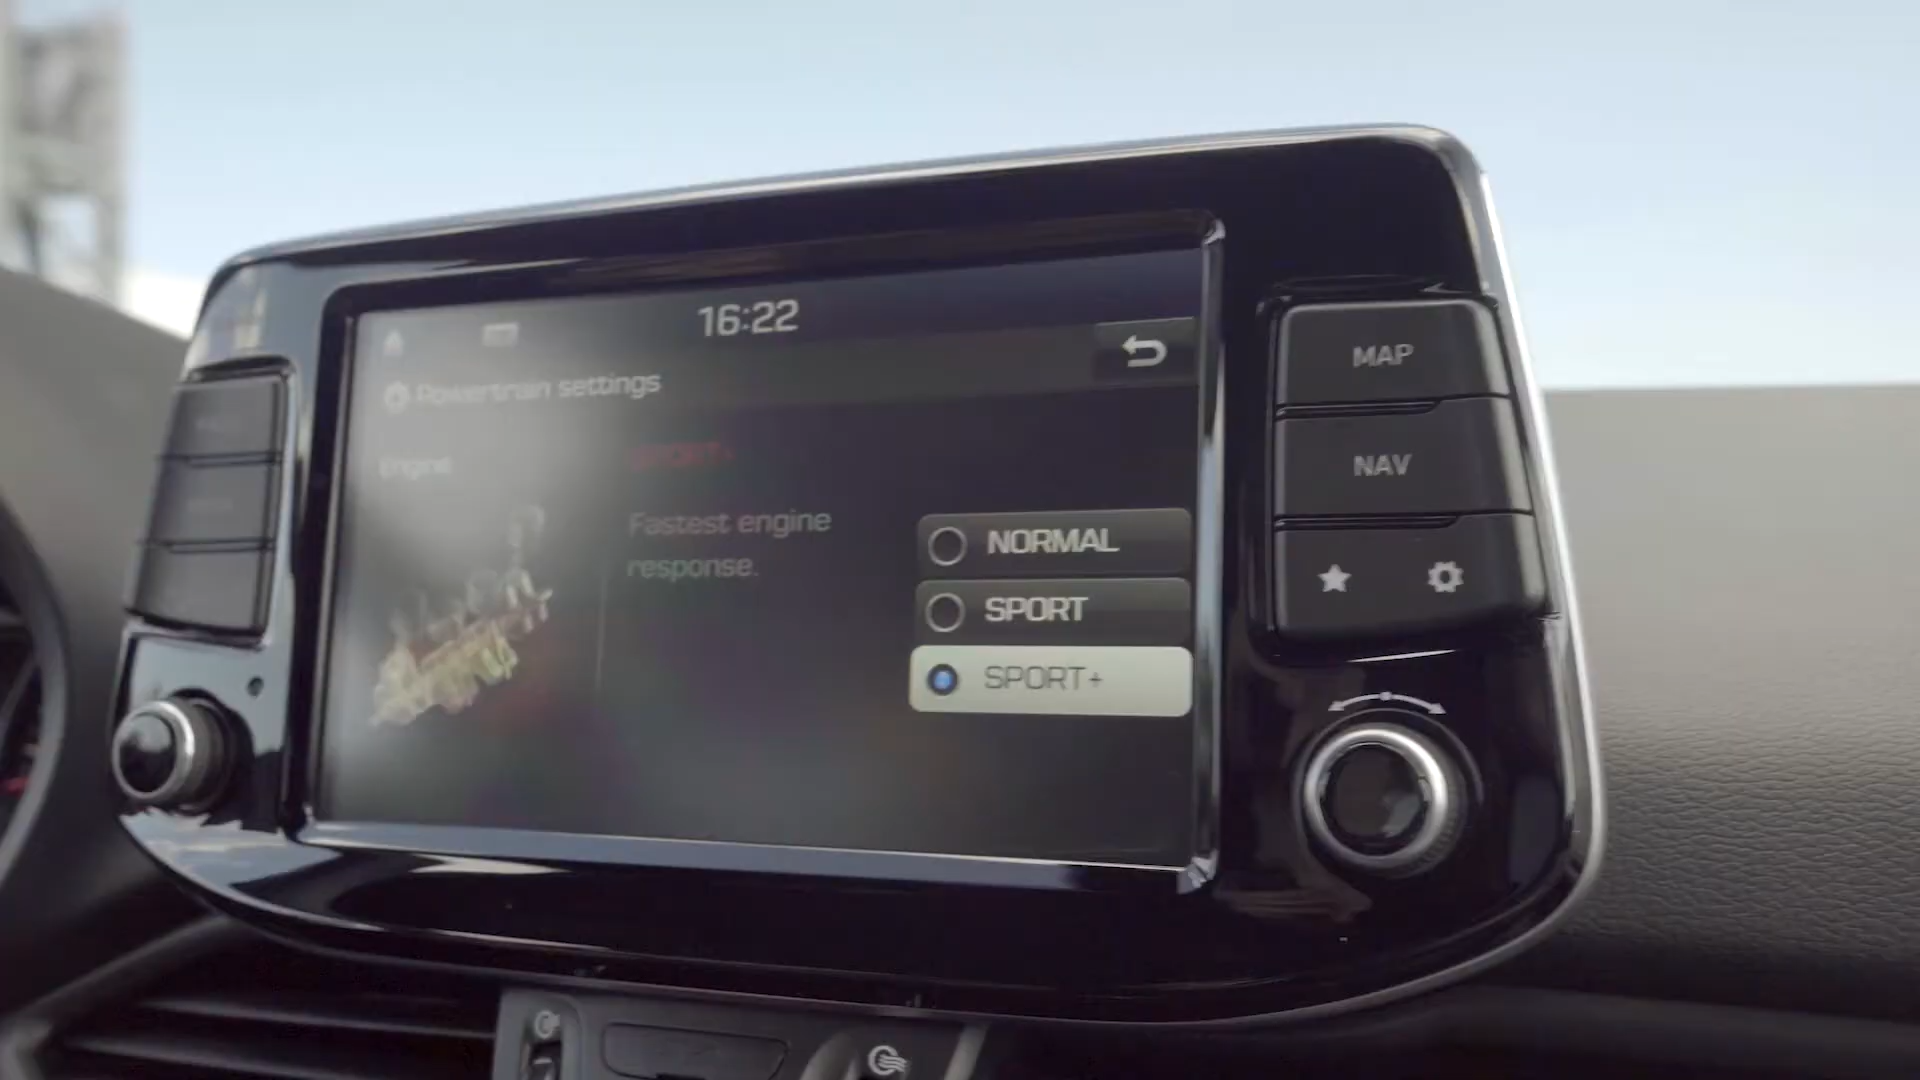 16:22
Powertrain settings
Engine
SPORT+
Fastest engine
response.
NORMAL
SPORT
SPORT+
MAP
NAV